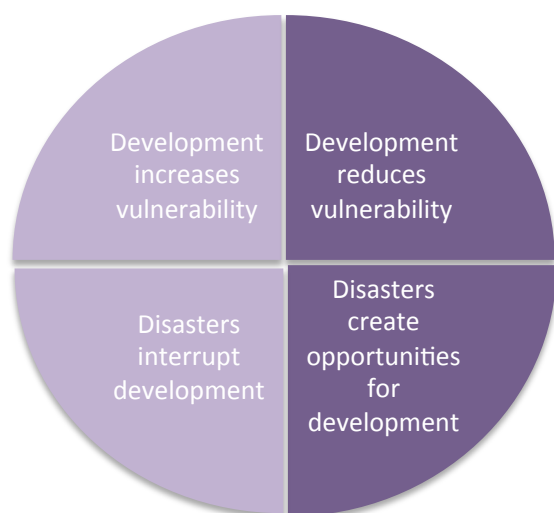 Development
increases
vulnerability
Development
reduces
vulnerability
Disasters
interrupt
development
Disasters
create
opportunities
for
development